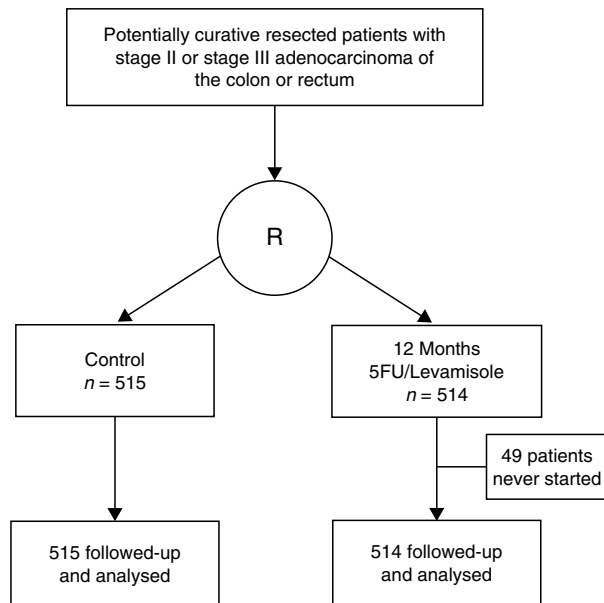 Potentially curative resected patients with
stage II or stage III adenocarcinoma of
the colon or rectum
R
Control
n = 515
12 Months
5FU/Levamisole
n = 514
49 patients
never started
515 followed-up
and analysed
514 followed-up
and analysed